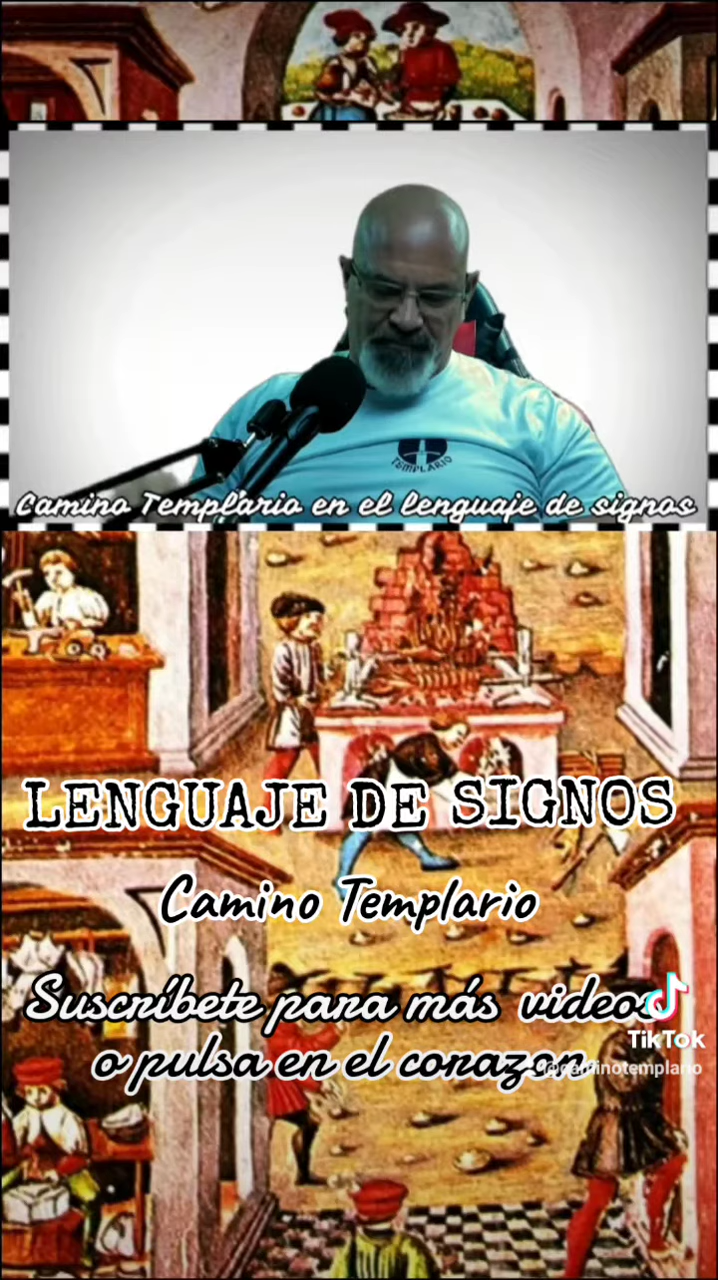 TEMPLARIO
Camino Templario en el lenguaje de signos
LENGUAJE DE SIGNOS
Camino Templario
Suscríbete para más videos
o pulsa en el corazon
TikTok
@caminotemplario